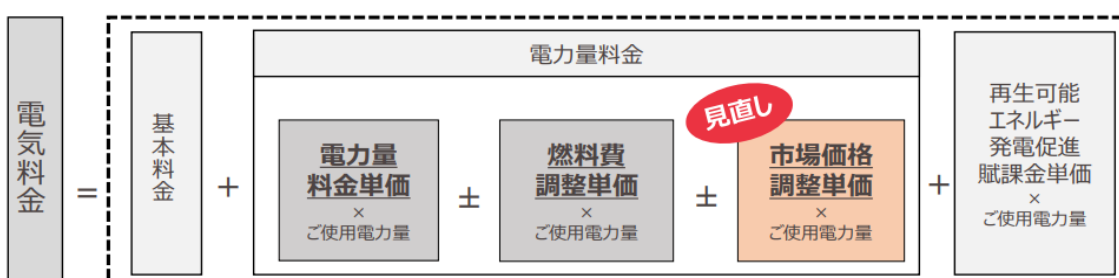 電気料金
=
基本料金
+
電力量料金
電力量
料金単価
×
ご使用電力量
±
燃料費
調整単価
×
ご使用電力量
±
見直し
市場価格
調整単価
×
ご使用電力量
+
再生可能
エネルギー
発電促進
賦課金単価
×
ご使用電力量